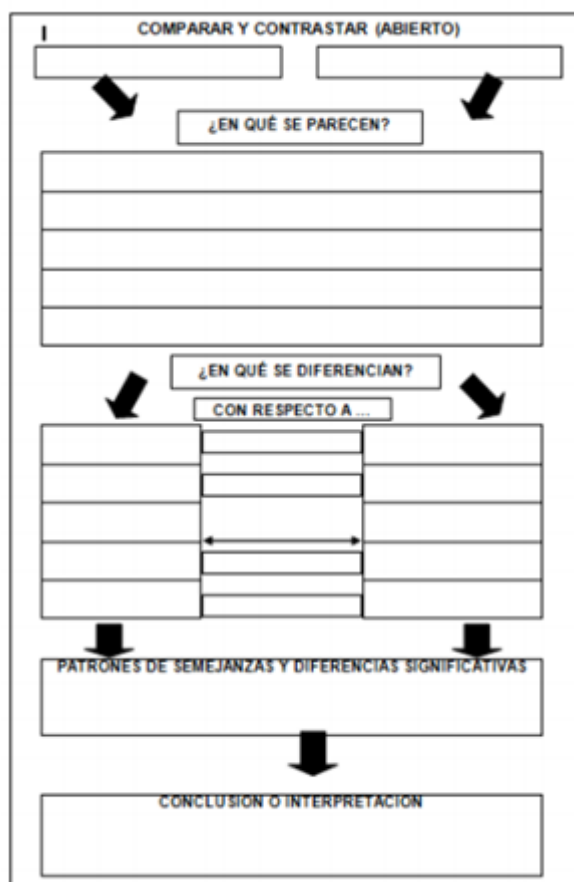 COMPARAR Y CONTRASTAR (ABIERTO)
¿EN QUÉ SE PARECEN?
¿EN QUÉ SE DIFERENCIAN?
CON RESPECTO A ...
PATRONES DE SEMEJANZAS Y DIFERENCIAS SIGNIFICATIVAS
CONCLUSION O INTERPRETACION